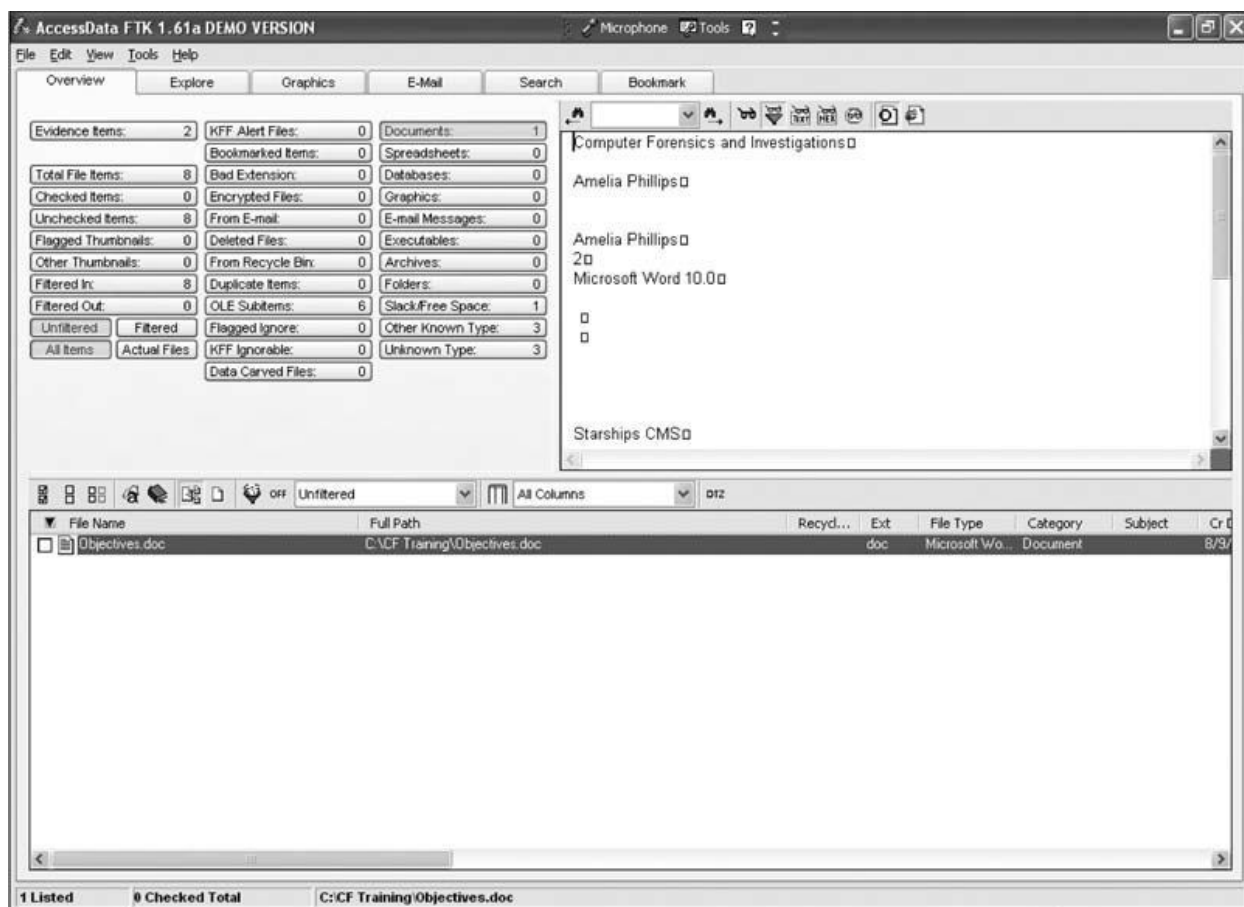 AccessData FTK 1.61a DEMO VERSION
Microphone Tools
File Edit View Tools Help
Overview Explore Graphics E-Mail Search Bookmark
Evidence Items: 2 KFF Alert Files: 0 Documents: 1
Bookmarked Items: 0 Spreadsheets: 0
Total File Items: 8 Bad Extension: 0 Databases: 0
Checked Items: 0 Encrypted Files: 0 Graphics: 0
Unchecked Items: 8 From E-mail: 0 E-mail Messages: 0
Flagged Thumbnails: 0 Deleted Files: 0 Executables: 0
Other Thumbnails: 0 From Recycle Bin: 0 Archives: 0
Filtered In: 8 Duplicate Items: 0 Folders: 0
Filtered Out: 0 OLE Subitems: 6 Slack/Free Space: 1
Unfiltered Filtered Flagged Ignore: 0 Other Known Type: 3
All Items Actual Files KFF Ignorable: 0 Unknown Type: 3
Data Carved Files: 0
Computer Forensics and Investigations
Amelia Phillips
Amelia Phillips
2
Microsoft Word 10.0
Starships CMS
OFF Unfiltered All Columns DTZ
File Name Full Path Recycl... Ext File Type Category Subject Cr D
Objectives.doc C:\CF Training\Objectives.doc doc Microsoft Wo... Document 8/9/
1 Listed 0 Checked Total C:\CF Training\Objectives.doc